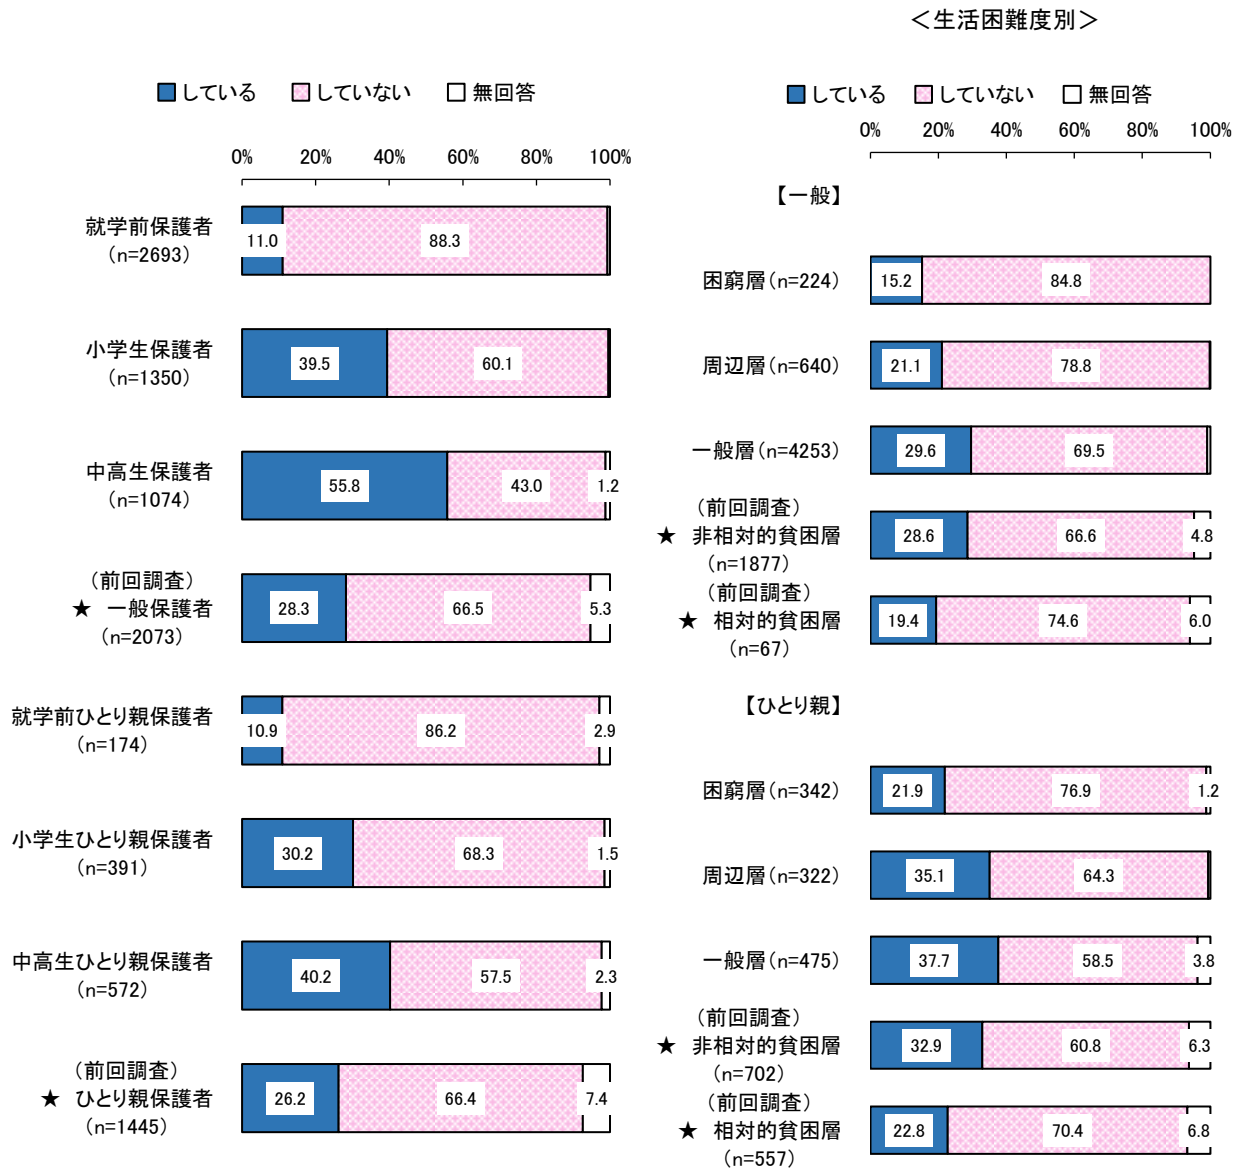 ＜生活困難度別＞
している していない 無回答
0% 20% 40% 60% 80% 100%
就学前保護者
(n=2693)
11.0 88.3
小学生保護者
(n=1350)
39.5 60.1
中高生保護者
(n=1074)
55.8 43.0 1.2
（前回調査）
★ 一般保護者
(n=2073)
28.3 66.5 5.3
就学前ひとり親保護者
(n=174)
10.9 86.2 2.9
小学生ひとり親保護者
(n=391)
30.2 68.3 1.5
中高生ひとり親保護者
(n=572)
40.2 57.5 2.3
（前回調査）
★ ひとり親保護者
(n=1445)
26.2 66.4 7.4
している していない 無回答
0% 20% 40% 60% 80% 100%
【一般】
困窮層(n=224) 15.2 84.8
周辺層(n=640) 21.1 78.8
一般層(n=4253) 29.6 69.5
（前回調査）
★ 非相対的貧困層
(n=1877)
28.6 66.6 4.8
（前回調査）
★ 相対的貧困層
(n=67)
19.4 74.6 6.0
【ひとり親】
困窮層(n=342) 21.9 76.9 1.2
周辺層(n=322) 35.1 64.3
一般層(n=475) 37.7 58.5 3.8
（前回調査）
★ 非相対的貧困層
(n=702)
32.9 60.8 6.3
（前回調査）
★ 相対的貧困層
(n=557)
22.8 70.4 6.8